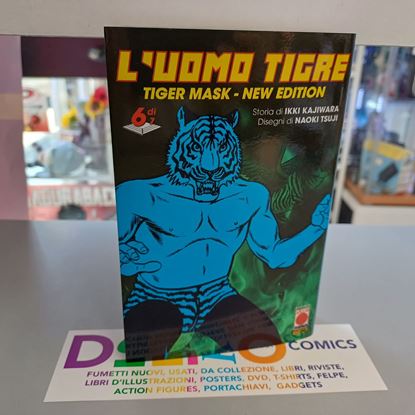 L'UOMO TIGRE
TIGER MASK - NEW EDITION
Storia di IKKI KAJIWARA
Disegni di NAOKI TSUJI
6 di 7
COMICS
FUMETTI NUOVI, USATI, DA COLLEZIONE, LIBRI, RIVISTE,
LIBRI D'ILLUSTRAZIONI, POSTERS, DVD, T-SHIRTS, FELPE,
ACTION FIGURES, PORTACHIAVI, GADGETS